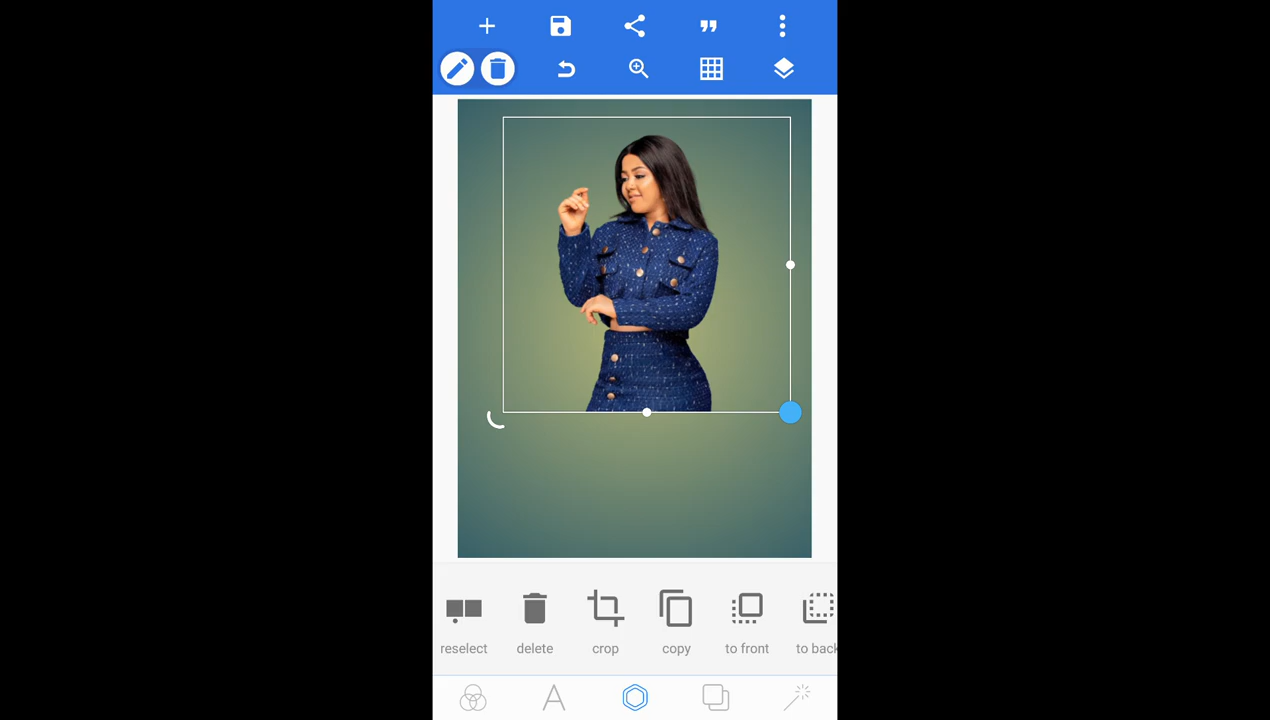 reselect
delete
crop
copy
to front
to back